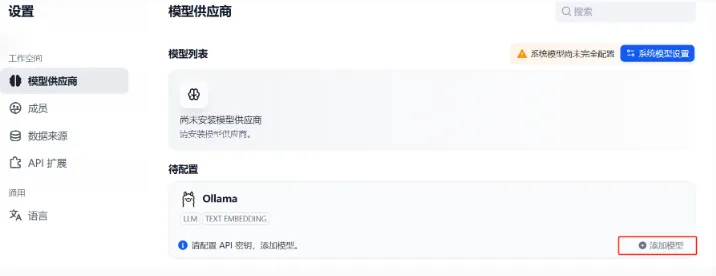 设置
模型供应商
搜索
工作空间
模型供应商
成员
数据来源
API 扩展
通用
语言
模型列表
系统模型尚未完全配置
系统模型设置
尚未安装模型供应商
请安装模型供应商。
待配置
Ollama
LLM TEXT EMBEDDING
请配置 API 密钥，添加模型。
添加模型